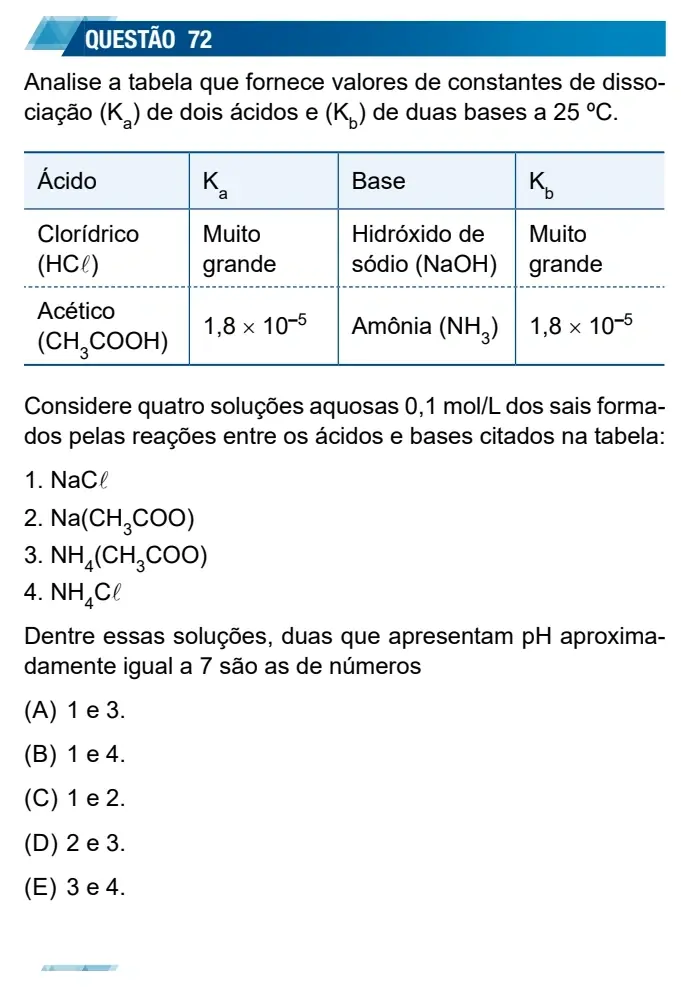 QUESTÃO 72
Analise a tabela que fornece valores de constantes de disso-
ciação (Kₐ) de dois ácidos e (K_b) de duas bases a 25 ºC.
Ácido Kₐ Base K_b
Clorídrico (HCℓ) Muito grande Hidróxido de sódio (NaOH) Muito grande
Acético (CH₃COOH) 1,8 × 10⁻⁵ Amônia (NH₃) 1,8 × 10⁻⁵
Considere quatro soluções aquosas 0,1 mol/L dos sais forma-
dos pelas reações entre os ácidos e bases citados na tabela:
1. NaCℓ
2. Na(CH₃COO)
3. NH₄(CH₃COO)
4. NH₄Cℓ
Dentre essas soluções, duas que apresentam pH aproxima-
damente igual a 7 são as de números
(A) 1 e 3.
(B) 1 e 4.
(C) 1 e 2.
(D) 2 e 3.
(E) 3 e 4.